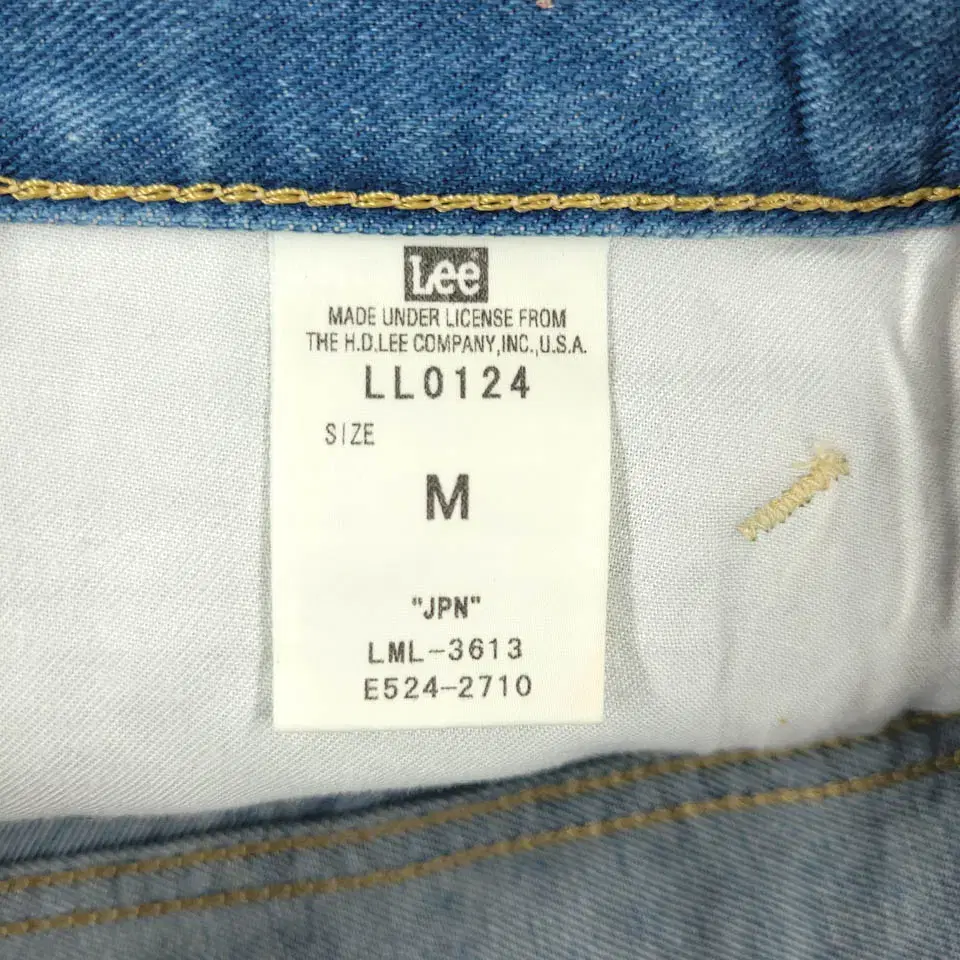 Lee
MADE UNDER LICENSE FROM
THE H.D.LEE COMPANY,INC.,U.S.A.
LL0124
SIZE
M
"JPN"
LML-3613
E524-2710